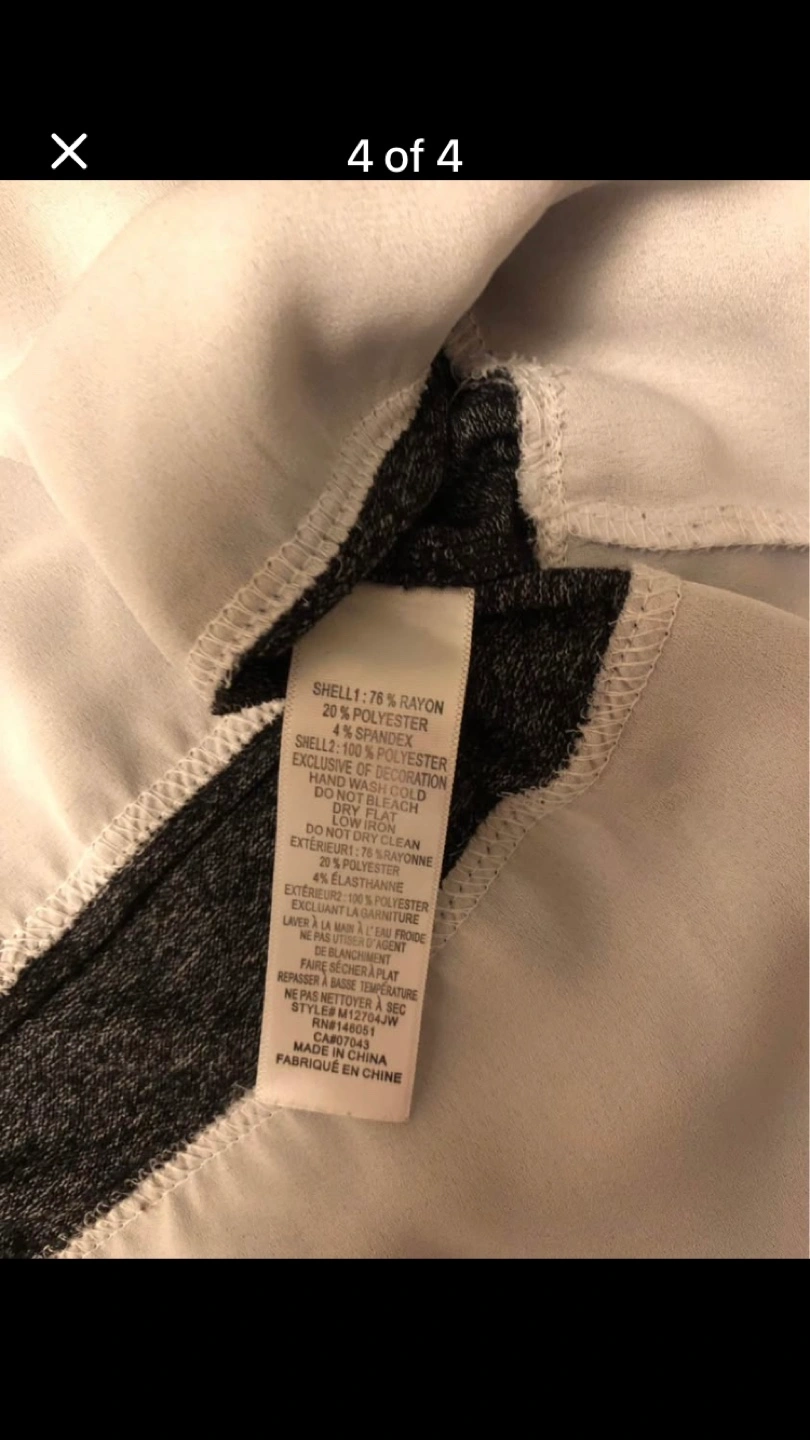 4 of 4
SHELL1 : 76 % RAYON
20 % POLYESTER
4 % SPANDEX
SHELL2 : 100 % POLYESTER
EXCLUSIVE OF DECORATION
HAND WASH COLD
DO NOT BLEACH
DRY FLAT
LOW IRON
DO NOT DRY CLEAN
EXTÉRIEUR1 : 76 % RAYONNE
20 % POLYESTER
4% ÉLASTHANNE
EXTÉRIEUR2 : 100 % POLYESTER
EXCLUANT LA GARNITURE
LAVER À LA MAIN À L'EAU FROIDE
NE PAS UTISER D'AGENT
DE BLANCHIMENT
FAIRE SÉCHER À PLAT
REPASSER À BASSE TEMPÉRATURE
NE PAS NETTOYER À SEC
STYLE# M12704JW
RN#146051
CA#07043
MADE IN CHINA
FABRIQUÉ EN CHINE